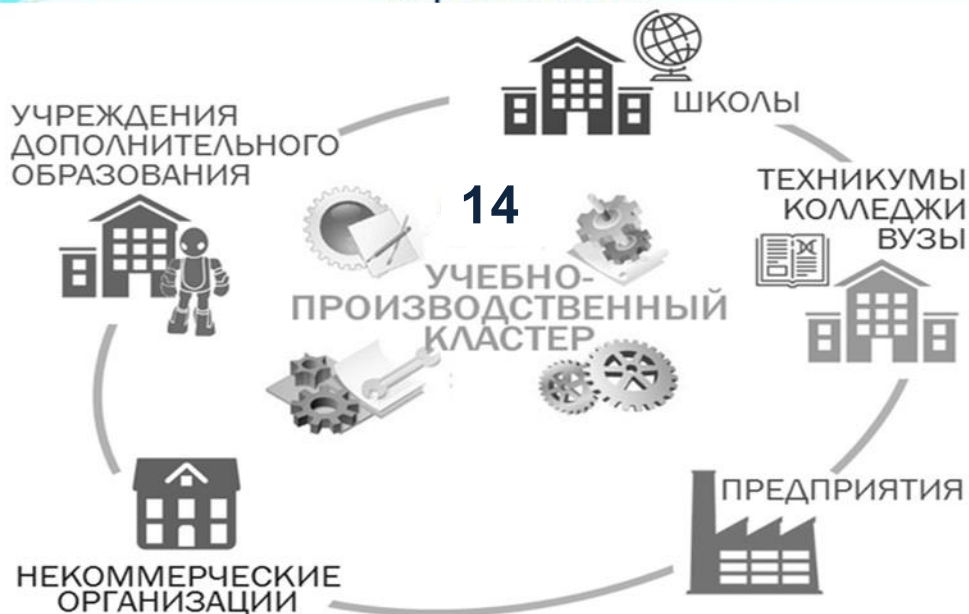 ШКОЛЫ
УЧРЕЖДЕНИЯ
ДОПОЛНИТЕЛЬНОГО
ОБРАЗОВАНИЯ
ТЕХНИКУМЫ
КОЛЛЕДЖИ
ВУЗЫ
14
УЧЕБНО-
ПРОИЗВОДСТВЕННЫЙ
КЛАСТЕР
ПРЕДПРИЯТИЯ
НЕКОММЕРЧЕСКИЕ
ОРГАНИЗАЦИИ